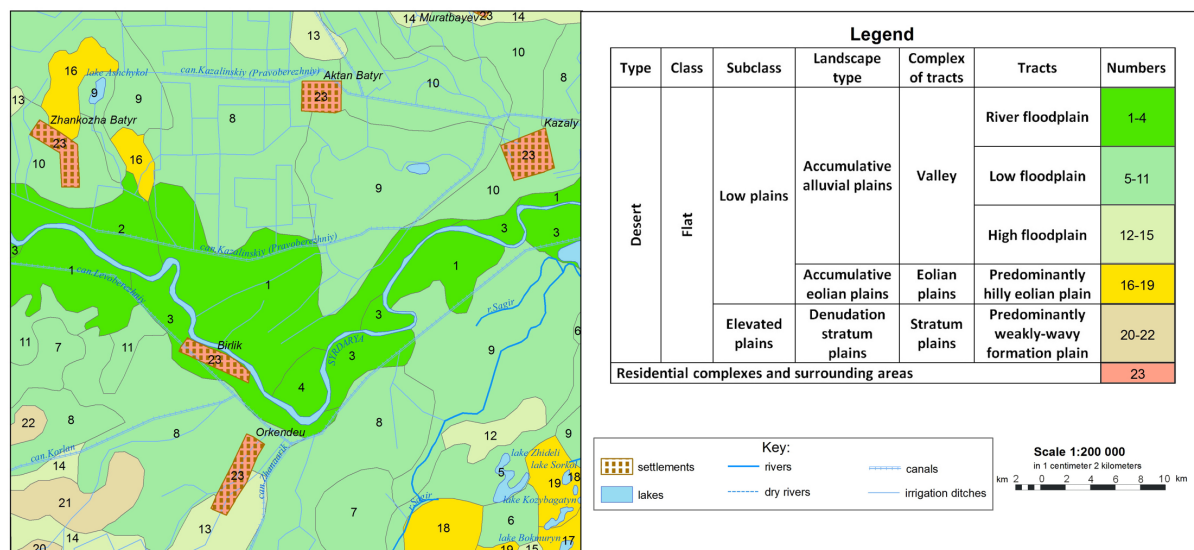 Muratbayev
23
14
14
13
10
16
can.Kazalinskiy (Pravoberezhniy)
lake Ashchykol
Aktan Batyr
8
9
9
10
23
13
Zhankozha Batyr
8
Kazaly
23
23
16
10
9
10
1
2
3
3
can.Kazalinskiy (Pravoberezhniy)
3
1
can.Levoberezhniy
1
1
r.Sagir
3
3
6
11
7
11
Birlik
SYRDARYA
3
9
23
4
22
8
8
Orkendeu
8
12
9
can.Karlan
14
23
can.Zhamanrik
lake Zhideli
5
lake Sorkol
18
19
21
r.Sagir
lake Kozybagatyn
14
13
7
18
6
lake Bokmuryn
20
19
15
17
Legend
Type
Class
Subclass
Landscape
type
Complex
of tracts
Tracts
Numbers
Desert
Flat
Low plains
Accumulative
alluvial plains
Valley
River floodplain
1-4
Low floodplain
5-11
High floodplain
12-15
Accumulative
eolian plains
Eolian
plains
Predominantly
hilly eolian plain
16-19
Elevated
plains
Denudation
stratum
plains
Stratum
plains
Predominantly
weakly-wavy
formation plain
20-22
Residential complexes and surrounding areas
23
Key:
settlements
rivers
canals
lakes
dry rivers
irrigation ditches
Scale 1:200 000
in 1 centimeter 2 kilometers
km 2 0 2 4 6 8 10 km